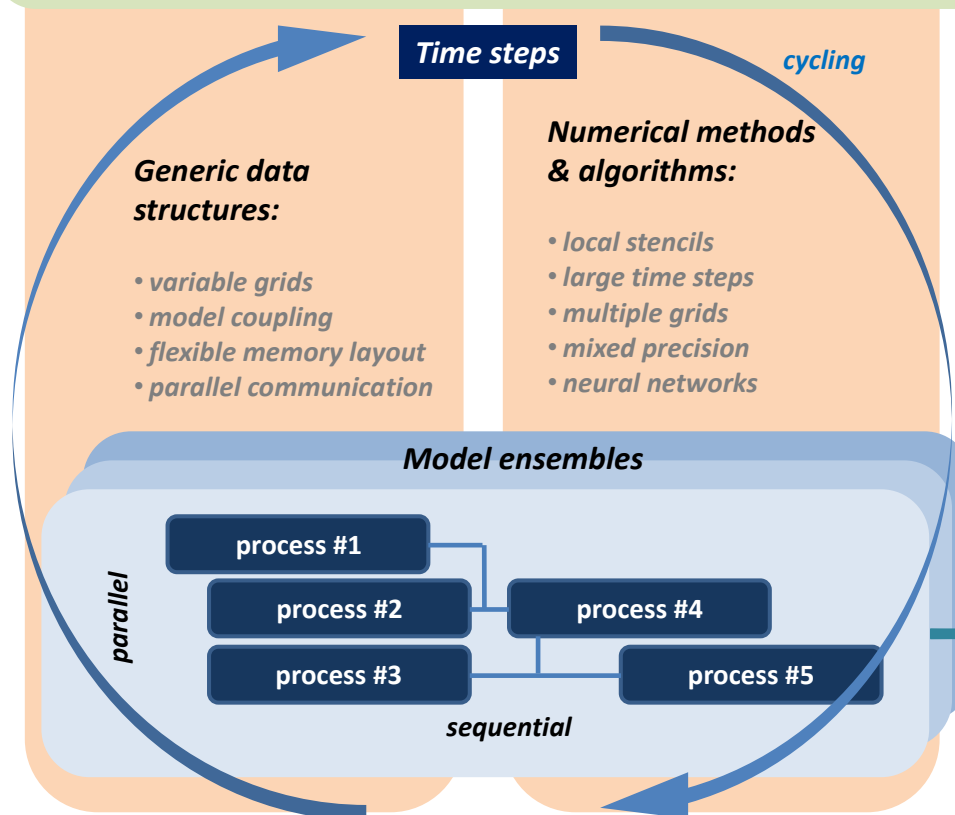 Time steps
cycling
Generic data
structures:
• variable grids
• model coupling
• flexible memory layout
• parallel communication
Numerical methods
& algorithms:
• local stencils
• large time steps
• multiple grids
• mixed precision
• neural networks
Model ensembles
parallel
process #1
process #2
process #4
process #3
process #5
sequential